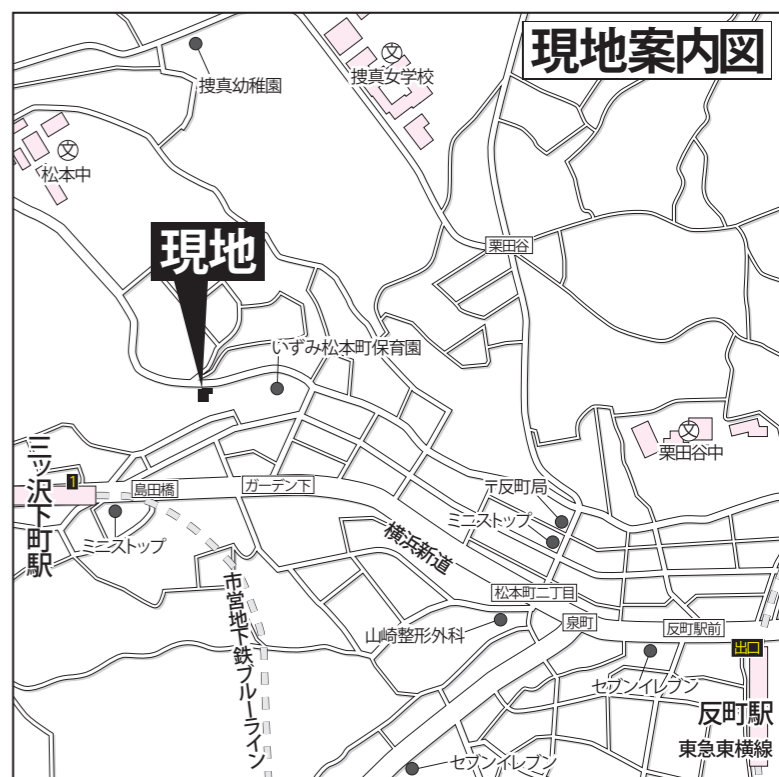 現地案内図
捜真幼稚園
捜真女学校
松本中
文
文
現地
栗田谷
いずみ松本町保育園
文
栗田谷中
三ッ沢下町駅
1
島田橋
ガーデン下
ミニストップ
〒反町局
ミニストップ
横浜新道
松本町二丁目
泉町
反町駅前
出口
山崎整形外科
市営地下鉄ブルーライン
セブンイレブン
反町駅
東急東横線
セブンイレブン